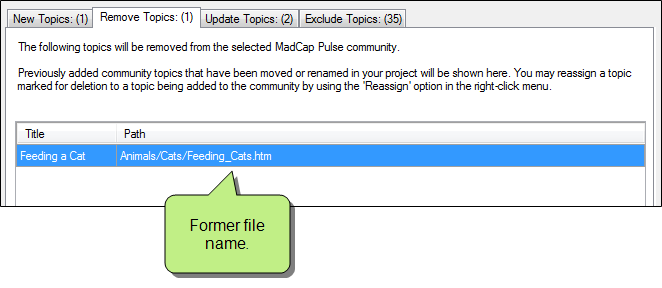 New Topics: (1) Remove Topics: (1) Update Topics: (2) Exclude Topics: (35)
The following topics will be removed from the selected MadCap Pulse community.
Previously added community topics that have been moved or renamed in your project will be shown here. You may reassign a topic
marked for deletion to a topic being added to the community by using the 'Reassign' option in the right-click menu.
Title Path
Feeding a Cat Animals/Cats/Feeding_Cats.htm
Former file
name.